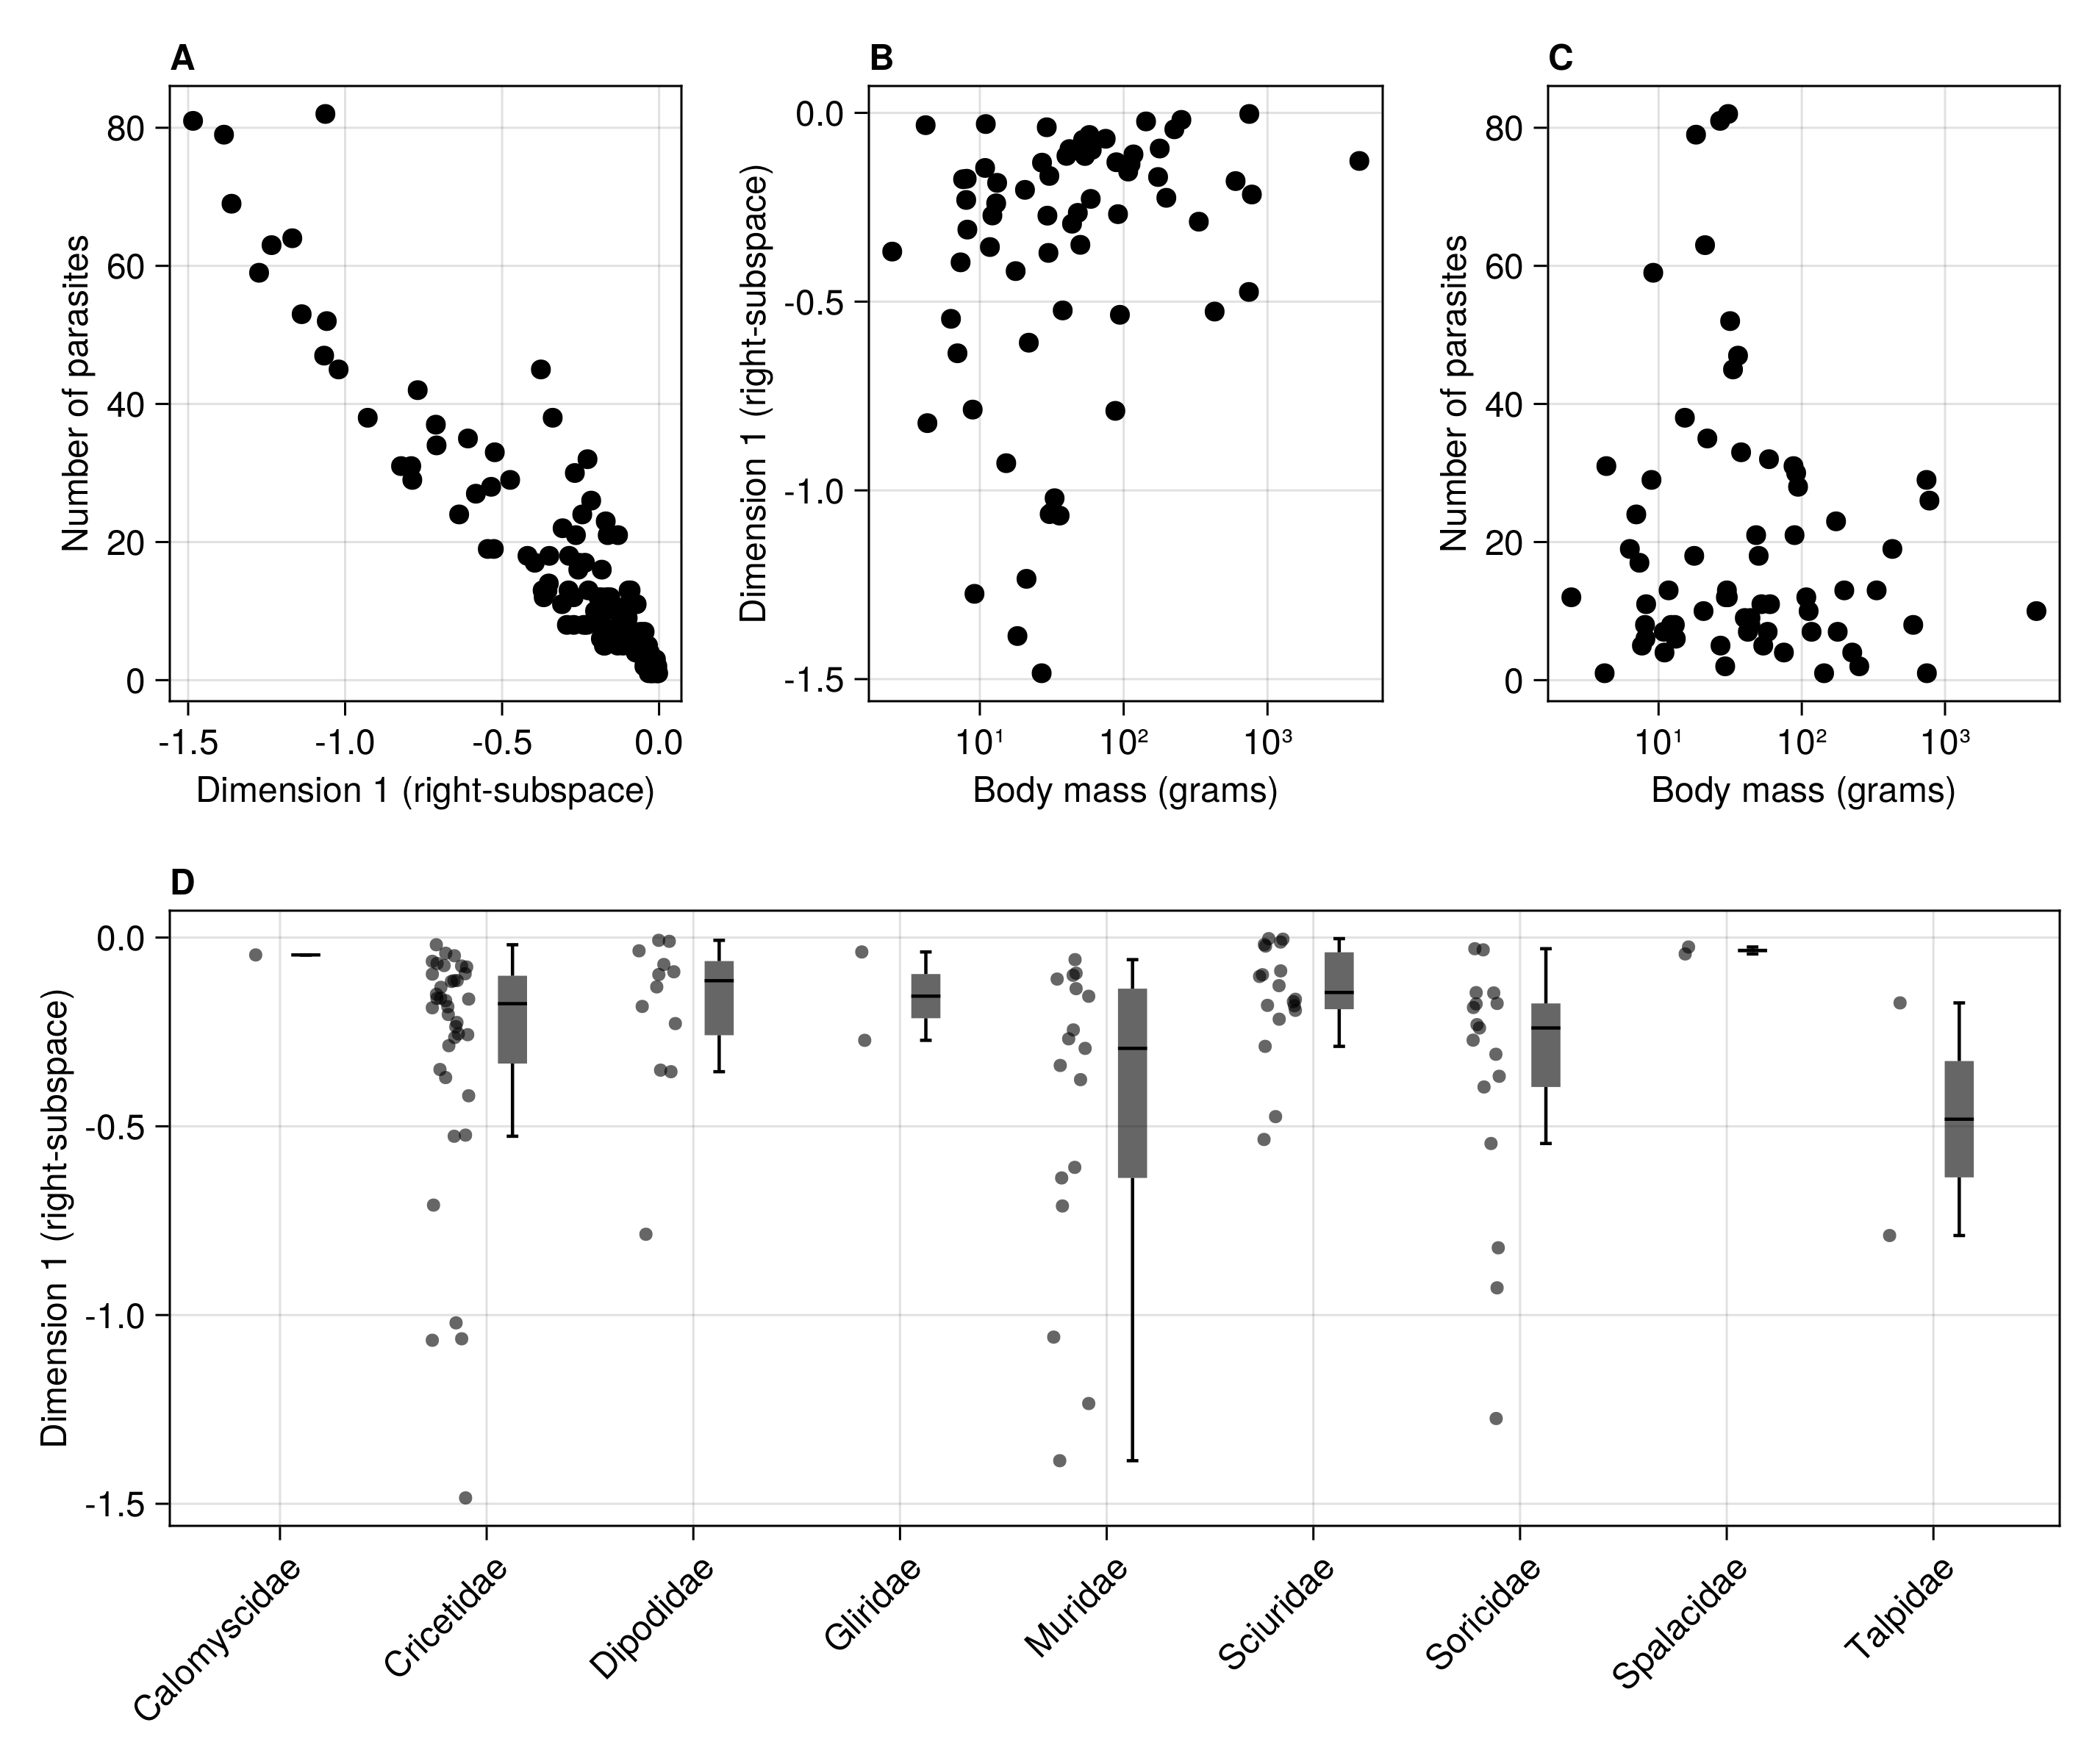 A
80
60
40
20
0
Number of parasites
-1.5
-1.0
-0.5
0.0
Dimension 1 (right-subspace)
B
0.0
-0.5
-1.0
-1.5
Dimension 1 (right-subspace)
10¹
10²
10³
Body mass (grams)
C
80
60
40
20
0
Number of parasites
10¹
10²
10³
Body mass (grams)
D
0.0
-0.5
-1.0
-1.5
Dimension 1 (right-subspace)
Calomyscidae
Cricetidae
Dipodidae
Gliridae
Muridae
Sciuridae
Soricidae
Spalacidae
Talpidae